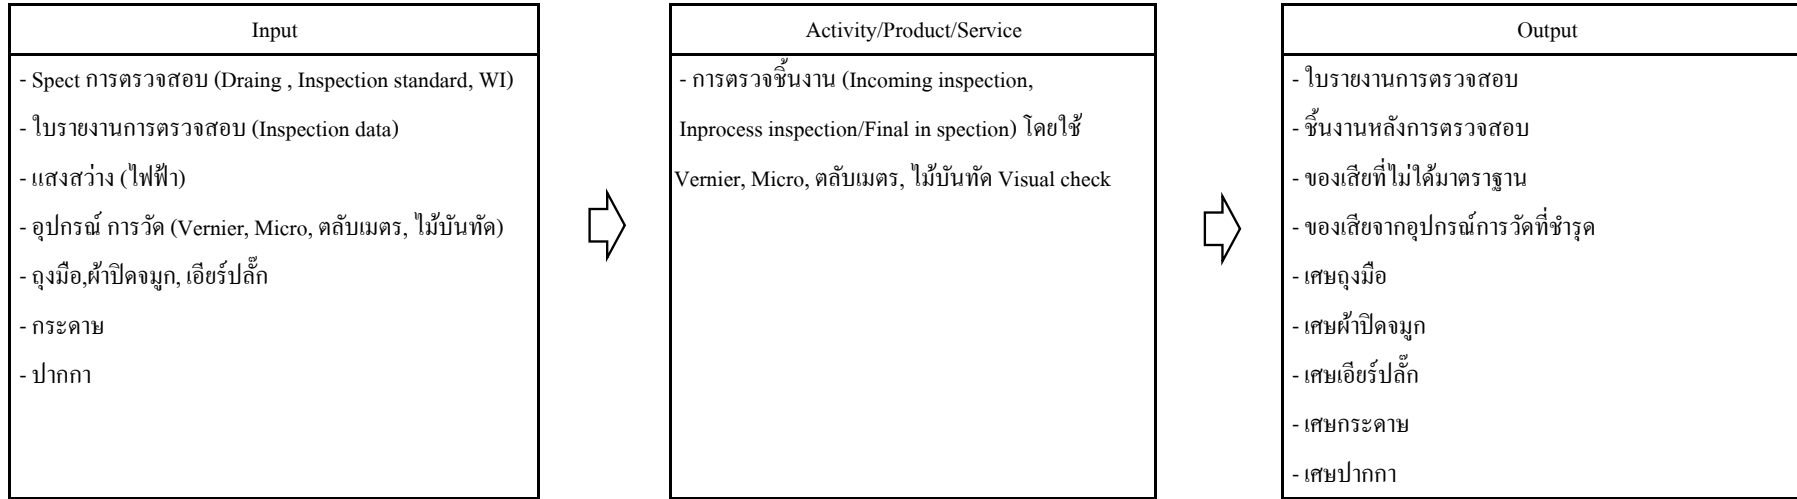 Input
- Spect การตรวจสอบ (Draing , Inspection standard, WI)
- ใบรายงานการตรวจสอบ (Inspection data)
- แสงสว่าง (ไฟฟ้า)
- อุปกรณ์ การวัด (Vernier, Micro, ตลับเมตร, ไม้บันทัด)
- ถุงมือ,ผ้าปิดจมูก, เอียร์ปลั๊ก
- กระดาษ
- ปากกา
Activity/Product/Service
- การตรวจชิ้นงาน (Incoming inspection,
Inprocess inspection/Final in spection) โดยใช้
Vernier, Micro, ตลับเมตร, ไม้บันทัด Visual check
Output
- ใบรายงานการตรวจสอบ
- ชิ้นงานหลังการตรวจสอบ
- ของเสียที่ไม่ใด้มาตราฐาน
- ของเสียจากอุปกรณ์การวัดที่ชำรุด
- เศษถุงมือ
- เศษผ้าปิดจมูก
- เศษเอียร์ปลั๊ก
- เศษกระดาษ
- เศษปากกา